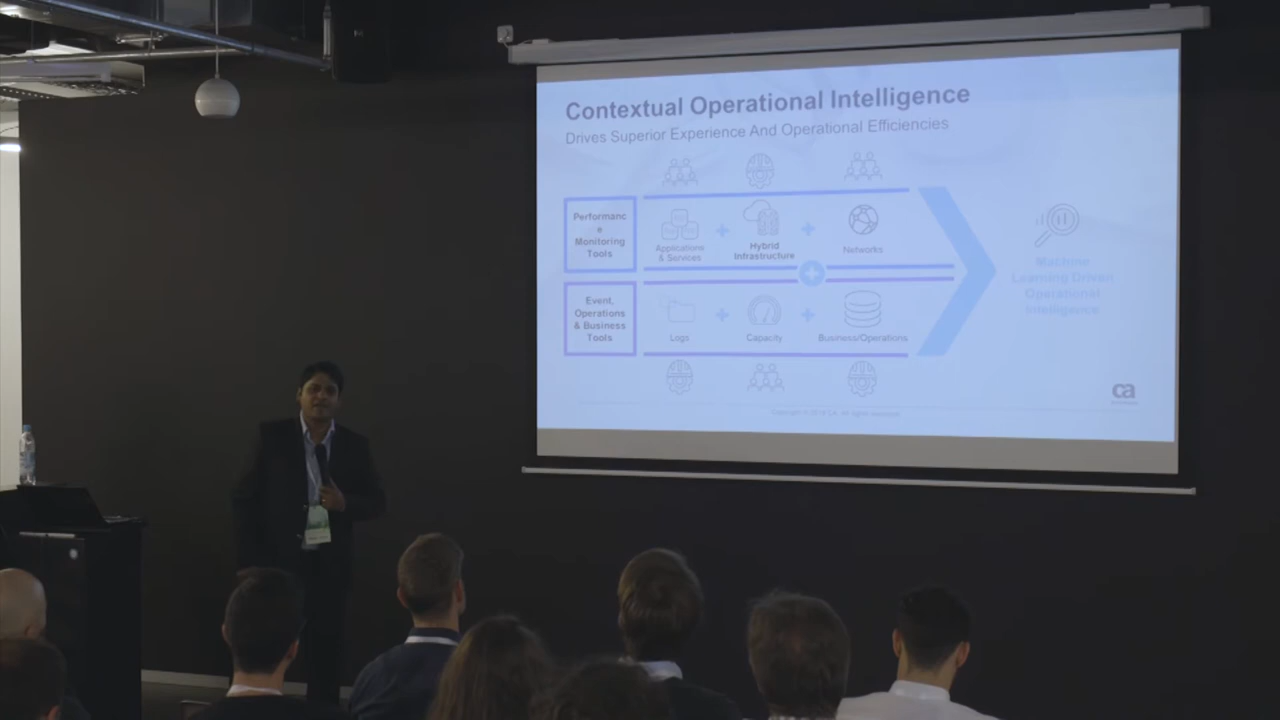 Contextual Operational Intelligence
Drives Superior Experience And Operational Efficiencies
Performanc
e
Monitoring
Tools
Applications
& Services
Hybrid
Infrastructure
Networks
Machine
Learning Driven
Operational
Intelligence
Event,
Operations
& Business
Tools
Logs
Capacity
Business/Operations
ca